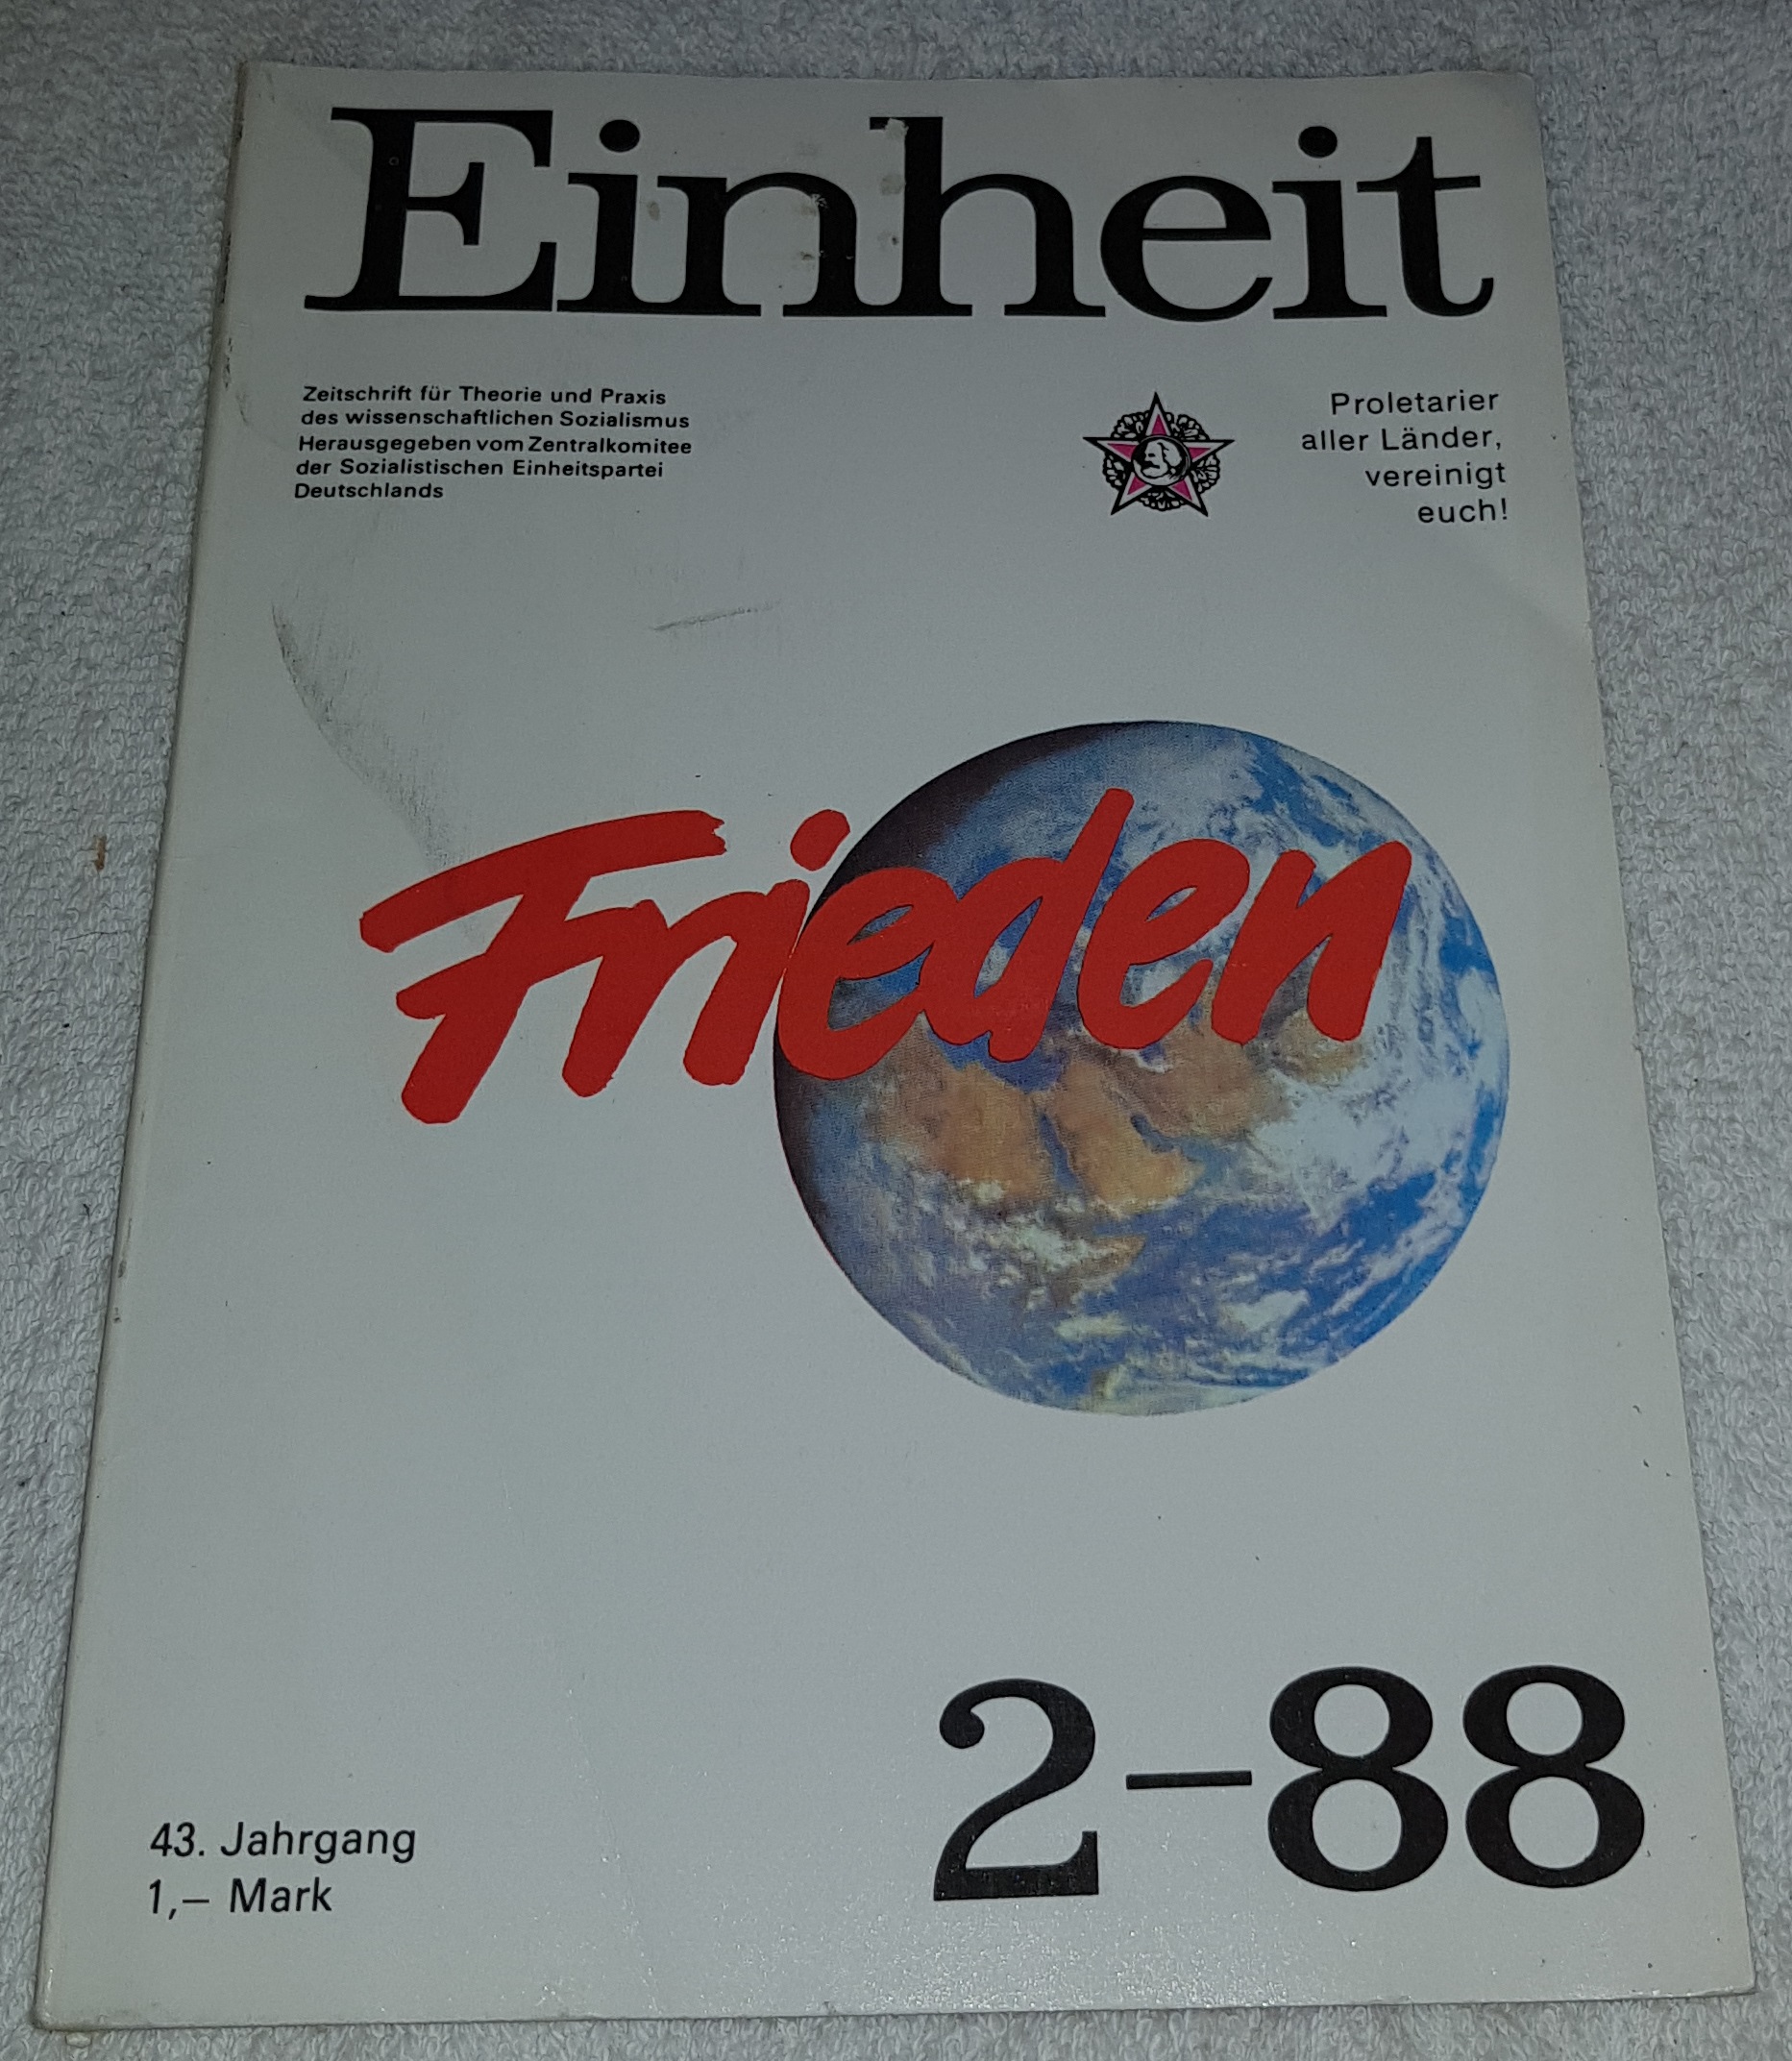 Einheit
Zeitschrift für Theorie und Praxis
des wissenschaftlichen Sozialismus
Herausgegeben vom Zentralkomitee
der Sozialistischen Einheitspartei
Deutschlands
Proletarier
aller Länder,
vereinigt
euch!
Frieden
2–88
43. Jahrgang
1,– Mark